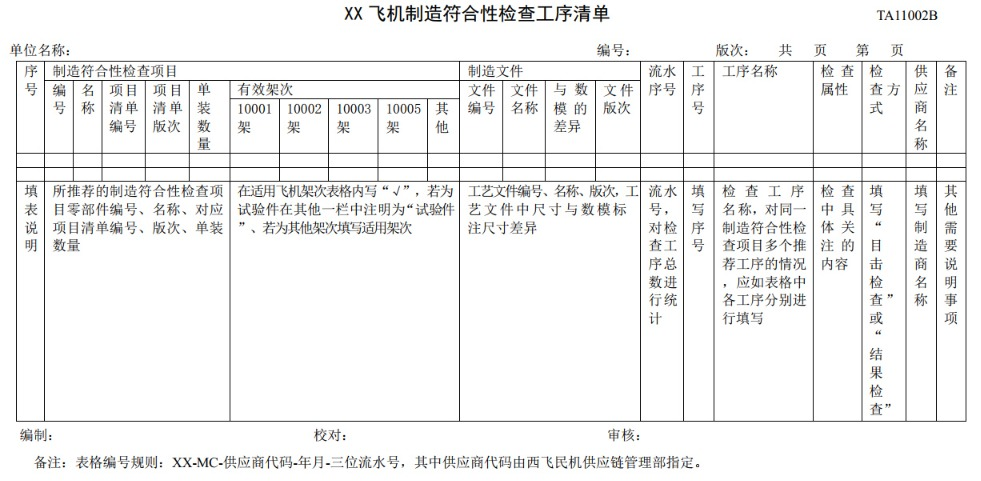 XX 飞机制造符合性检查工序清单
TA11002B
单位名称： 编号： 版次： 共 页 第 页
序号
制造符合性检查项目
制造文件
流水序号
工序号
工序名称
检查属性
检查方式
供应商名称
备注
编号
名称
项目清单编号
项目清单版次
单装数量
有效架次
10001架
10002架
10003架
10005架
其他
文件编号
文件名称
与数模的差异
文件版次
填表说明
所推荐的制造符合性检查项
目零部件编号、名称、对应
项目清单编号、版次、单装
数量
在适用飞机架次表格内写“√”，若为
试验件在其他一栏中注明为“试验件
”、若为其他架次填写适用架次
工艺文件编号、名称、版次，工
艺文件中尺寸与数模标
注尺寸差异
流水
号，
对检
查工
序总
数进
行统
计
填写序号
检查工序
名称，对同一
制造符合性检
查项目多个推
荐工序的情况
，应如表格中
各工序分别进
行填写
检查
中具
体关
注的
内容
填写“目击检查”或“结果检查”
填写制造商名称
其他需要说明事项
编制： 校对： 审核：
备注：表格编号规则：XX-MC-供应商代码-年月-三位流水号，其中供应商代码由西飞民机供应链管理部指定。